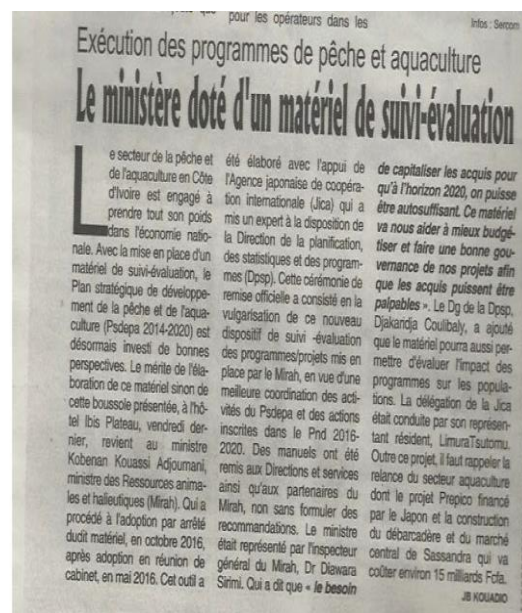 pour les opérateurs dans les
Infos : Sercom
Exécution des programmes de pêche et aquaculture
Le ministère doté d'un matériel de suivi-évaluation
Le secteur de la pêche et
de l'aquaculture en Côte
d'Ivoire est engagé à
prendre tout son poids
dans l'économie natio-
nale. Avec la mise en place d'un
matériel de suivi-évaluation, le
Plan stratégique de développe-
ment de la pêche et de l'aqua-
culture (Psdepa 2014-2020) est
désormais investi de bonnes
perspectives. Le mérite de l'éla-
boration de ce matériel sinon de
cette boussole présentée, à l'hô-
tel Ibis Plateau, vendredi der-
nier, revient au ministre
Kobenan Kouassi Adjoumani,
ministre des Ressources anima-
les et halieutiques (Mirah). Qui a
procédé à l'adoption par arrêté
dudit matériel, en octobre 2016,
après adoption en réunion de
cabinet, en mai 2016. Cet outil a
été élaboré avec l'appui de
l'Agence japonaise de coopéra-
tion internationale (Jica) qui a
mis un expert à la disposition de
la Direction de la planification,
des statistiques et des program-
mes (Dpsp). Cette cérémonie de
remise officielle a consisté en la
vulgarisation de ce nouveau
dispositif de suivi -évaluation
des programmes/projets mis en
place par le Mirah, en vue d'une
meilleure coordination des acti-
vités du Psdepa et des actions
inscrites dans le Pnd 2016-
2020. Des manuels ont été
remis aux Directions et services
ainsi qu'aux partenaires du
Mirah, non sans formuler des
recommandations. Le ministre
était représenté par l'inspecteur
général du Mirah, Dr Diawara
Sirimi. Qui a dit que « le besoin
de capitaliser les acquis pour
qu'à l'horizon 2020, on puisse
être autosuffisant. Ce matériel
va nous aider à mieux budgé-
tiser et faire une bonne gou-
vernance de nos projets afin
que les acquis puissent être
palpables ». Le Dg de la Dpsp,
Djakaridja Coulibaly, a ajouté
que le matériel pourra aussi per-
mettre d'évaluer l'impact des
programmes sur les popula-
tions. La délégation de la Jica
était conduite par son représen-
tant résident, LimuraTsutomu.
Outre ce projet, il faut rappeler la
relance du secteur aquaculture
dont le projet Prepico financé
par le Japon et la construction
du débarcadère et du marché
central de Sassandra qui va
coûter environ 15 milliards Fcfa.
JB KOUADIO